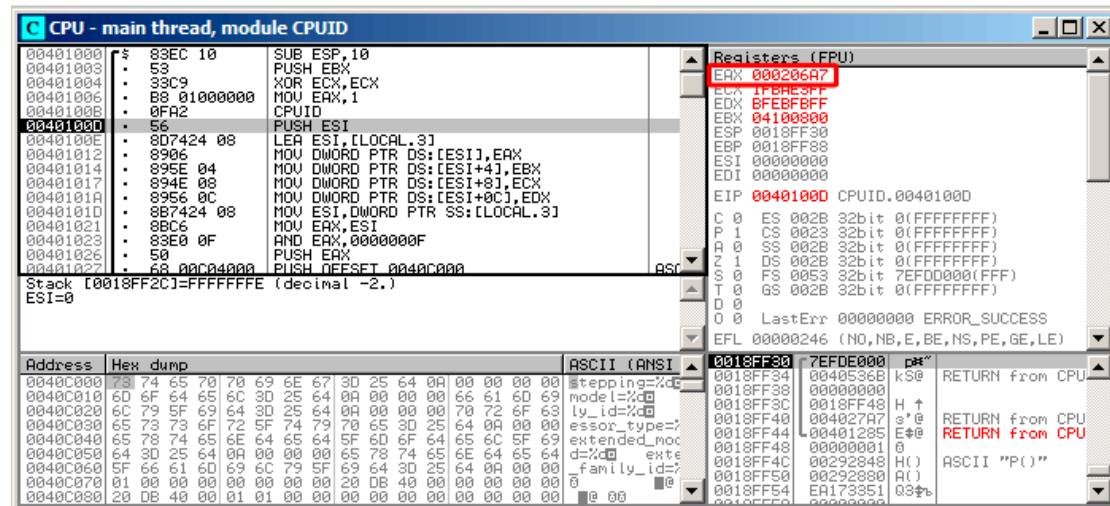 C CPU - main thread, module CPUID
00401000 $ 83EC 10 SUB ESP,10
00401003 . 53 PUSH EBX
00401004 . 33C9 XOR ECX,ECX
00401006 . B8 01000000 MOV EAX,1
0040100B . 0FA2 CPUID
0040100D . 56 PUSH ESI
0040100E . 8D7424 08 LEA ESI,[LOCAL.3]
00401012 . 8906 MOV DWORD PTR DS:[ESI],EAX
00401014 . 895E 04 MOV DWORD PTR DS:[ESI+4],EBX
00401017 . 894E 08 MOV DWORD PTR DS:[ESI+8],ECX
0040101A . 8956 0C MOV DWORD PTR DS:[ESI+0C],EDX
0040101D . 8B7424 08 MOV ESI,DWORD PTR SS:[LOCAL.3]
00401021 . 8BC6 MOV EAX,ESI
00401023 . 83E0 0F AND EAX,0000000F
00401026 . 50 PUSH EAX
00401027 . 68 00C04000 PUSH OFFSET 0040C000 ASC
Stack [0018FF2C]=FFFFFFFE (decimal -2.)
ESI=0
Registers (FPU)
EAX 000206A7
ECX 1FBAE3FF
EDX BFEBFBFF
EBX 04100800
ESP 0018FF30
EBP 0018FF88
ESI 00000000
EDI 00000000
EIP 0040100D CPUID.0040100D
C 0 ES 002B 32bit 0(FFFFFFFF)
P 1 CS 0023 32bit 0(FFFFFFFF)
A 0 SS 002B 32bit 0(FFFFFFFF)
Z 1 DS 002B 32bit 0(FFFFFFFF)
S 0 FS 0053 32bit 7EFDD000(FFF)
T 0 GS 002B 32bit 0(FFFFFFFF)
D 0
O 0 LastErr 00000000 ERROR_SUCCESS
EFL 00000246 (NO,NB,E,BE,NS,PE,GE,LE)
Address Hex dump ASCII (ANSI
0040C000 73 74 65 70 70 69 6E 67 3D 25 64 0A 00 00 00 00 stepping=%d
0040C010 6D 6F 64 65 6C 3D 25 64 0A 00 00 00 66 61 6D 69 model=%d fami
0040C020 6C 79 5F 69 64 3D 25 64 0A 00 00 00 70 72 6F 63 ly_id=%d proc
0040C030 65 73 73 6F 72 5F 74 79 70 65 3D 25 64 0A 00 00 essor_type=%
0040C040 65 78 74 65 6E 64 65 64 5F 6D 6F 64 65 6C 5F 69 extended_mod
0040C050 64 3D 25 64 0A 00 00 00 65 78 74 65 6E 64 65 64 d=%d exte
0040C060 5F 66 61 6D 69 6C 79 5F 69 64 3D 25 64 0A 00 00 _family_id=%
0040C070 01 00 00 00 00 00 00 00 20 DB 40 00 00 00 00 00
0040C080 20 DB 40 00 01 01 00 00 00 00 00 00 00 00 00 00
0018FF30 7EFDE000
0018FF34 0040536B kS@ RETURN from CPU
0018FF38 00000000
0018FF3C 0018FF48 H ↑
0018FF40 004027A7 RETURN from CPU
0018FF44 00401285 RETURN from CPU
0018FF48 00000001
0018FF4C 00292848 H() ASCII "P()"
0018FF50 00292880
0018FF54 EA173351